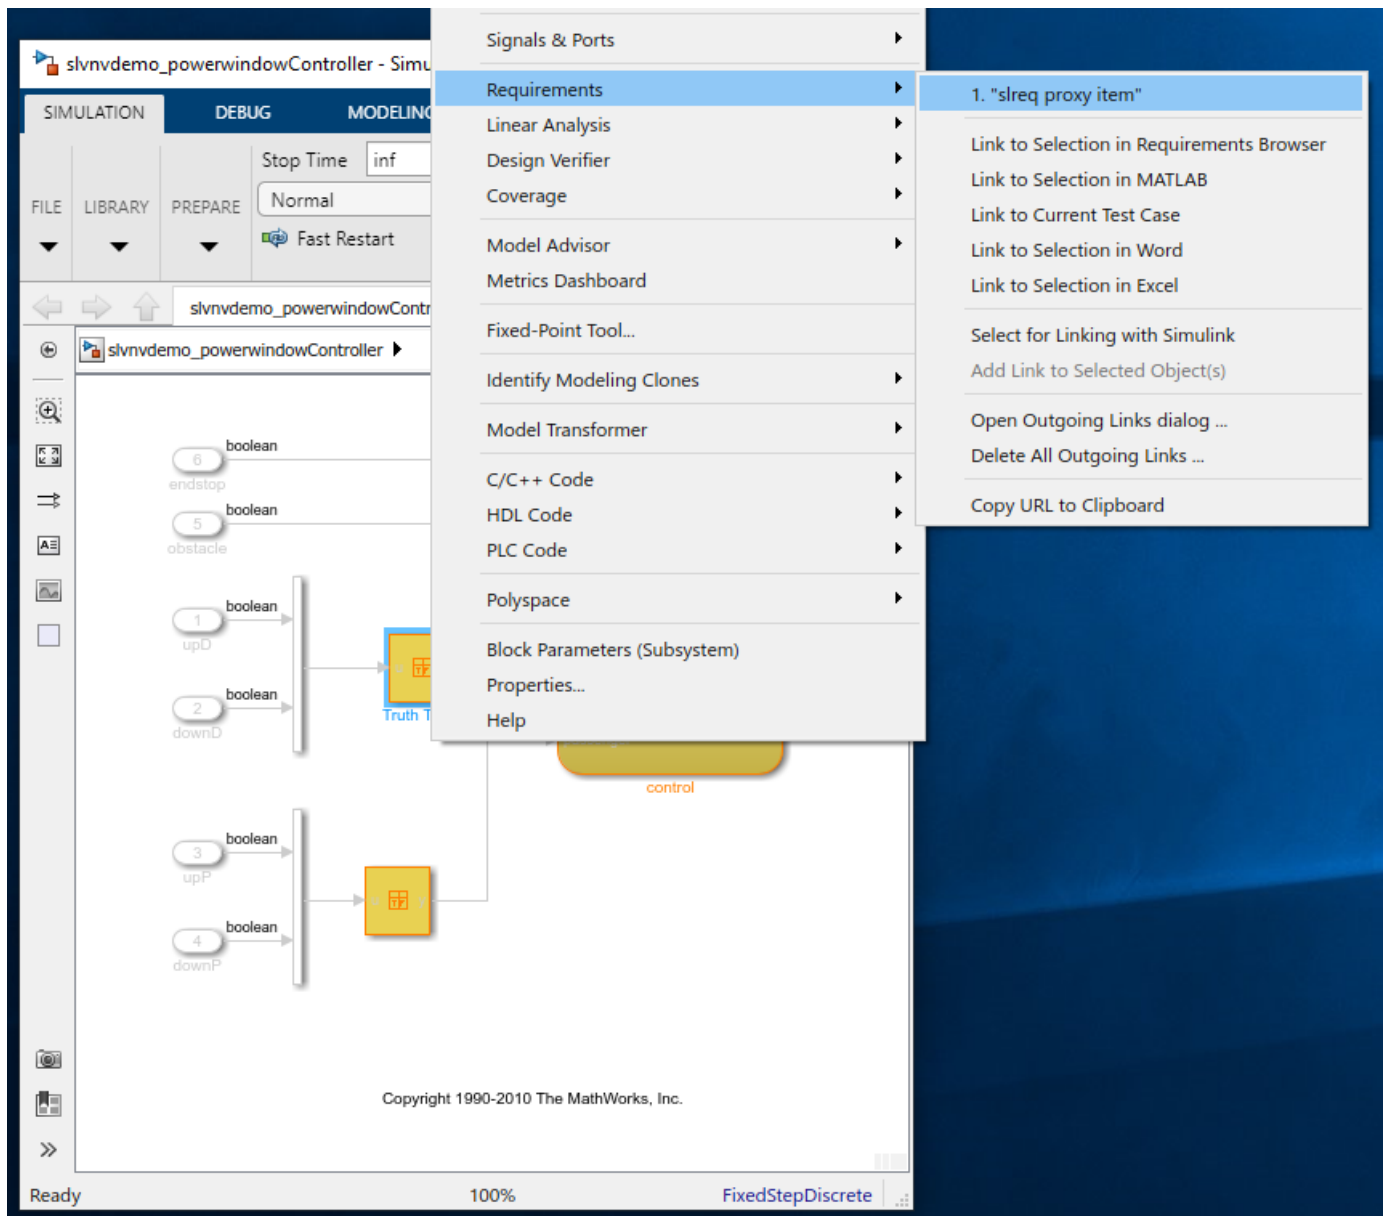 slvnvdemo_powerwindowController - Simu
SIMULATION
DEBUG
MODELING
Stop Time
inf
Normal
Fast Restart
FILE
LIBRARY
PREPARE
slvnvdemo_powerwindowContr
slvnvdemo_powerwindowController
6
boolean
endstop
5
boolean
obstacle
1
boolean
upD
2
boolean
downD
Truth T
control
3
boolean
upP
4
boolean
downP
Copyright 1990-2010 The MathWorks, Inc.
Ready
100%
FixedStepDiscrete
Signals & Ports
Requirements
Linear Analysis
Design Verifier
Coverage
Model Advisor
Metrics Dashboard
Fixed-Point Tool...
Identify Modeling Clones
Model Transformer
C/C++ Code
HDL Code
PLC Code
Polyspace
Block Parameters (Subsystem)
Properties...
Help
1. "slreq proxy item"
Link to Selection in Requirements Browser
Link to Selection in MATLAB
Link to Current Test Case
Link to Selection in Word
Link to Selection in Excel
Select for Linking with Simulink
Add Link to Selected Object(s)
Open Outgoing Links dialog ...
Delete All Outgoing Links ...
Copy URL to Clipboard